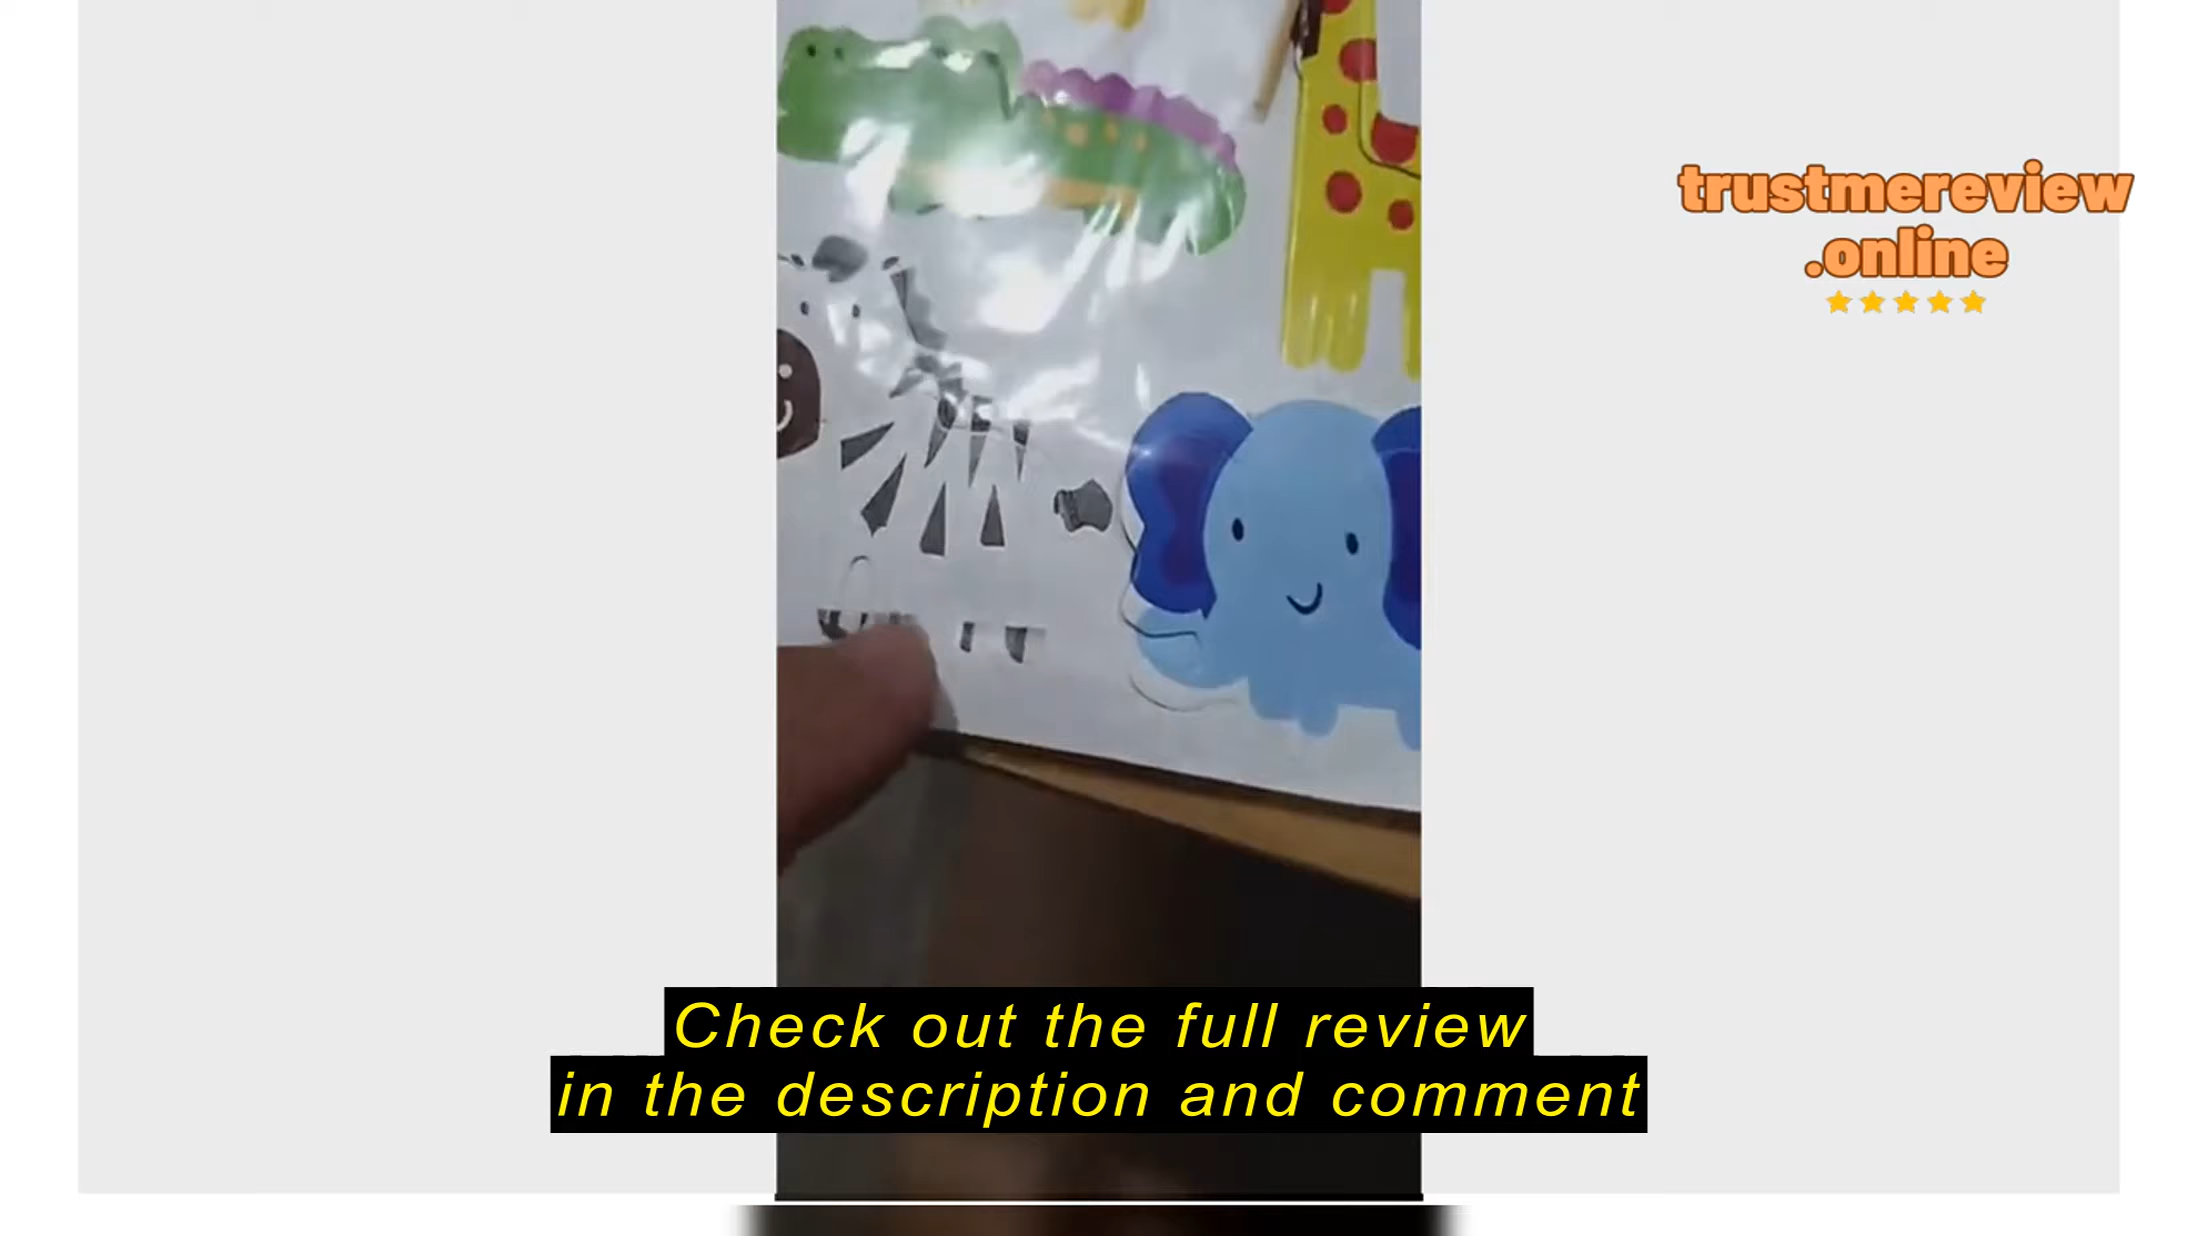 trustmereview
.online
Check out the full review
in the description and comment